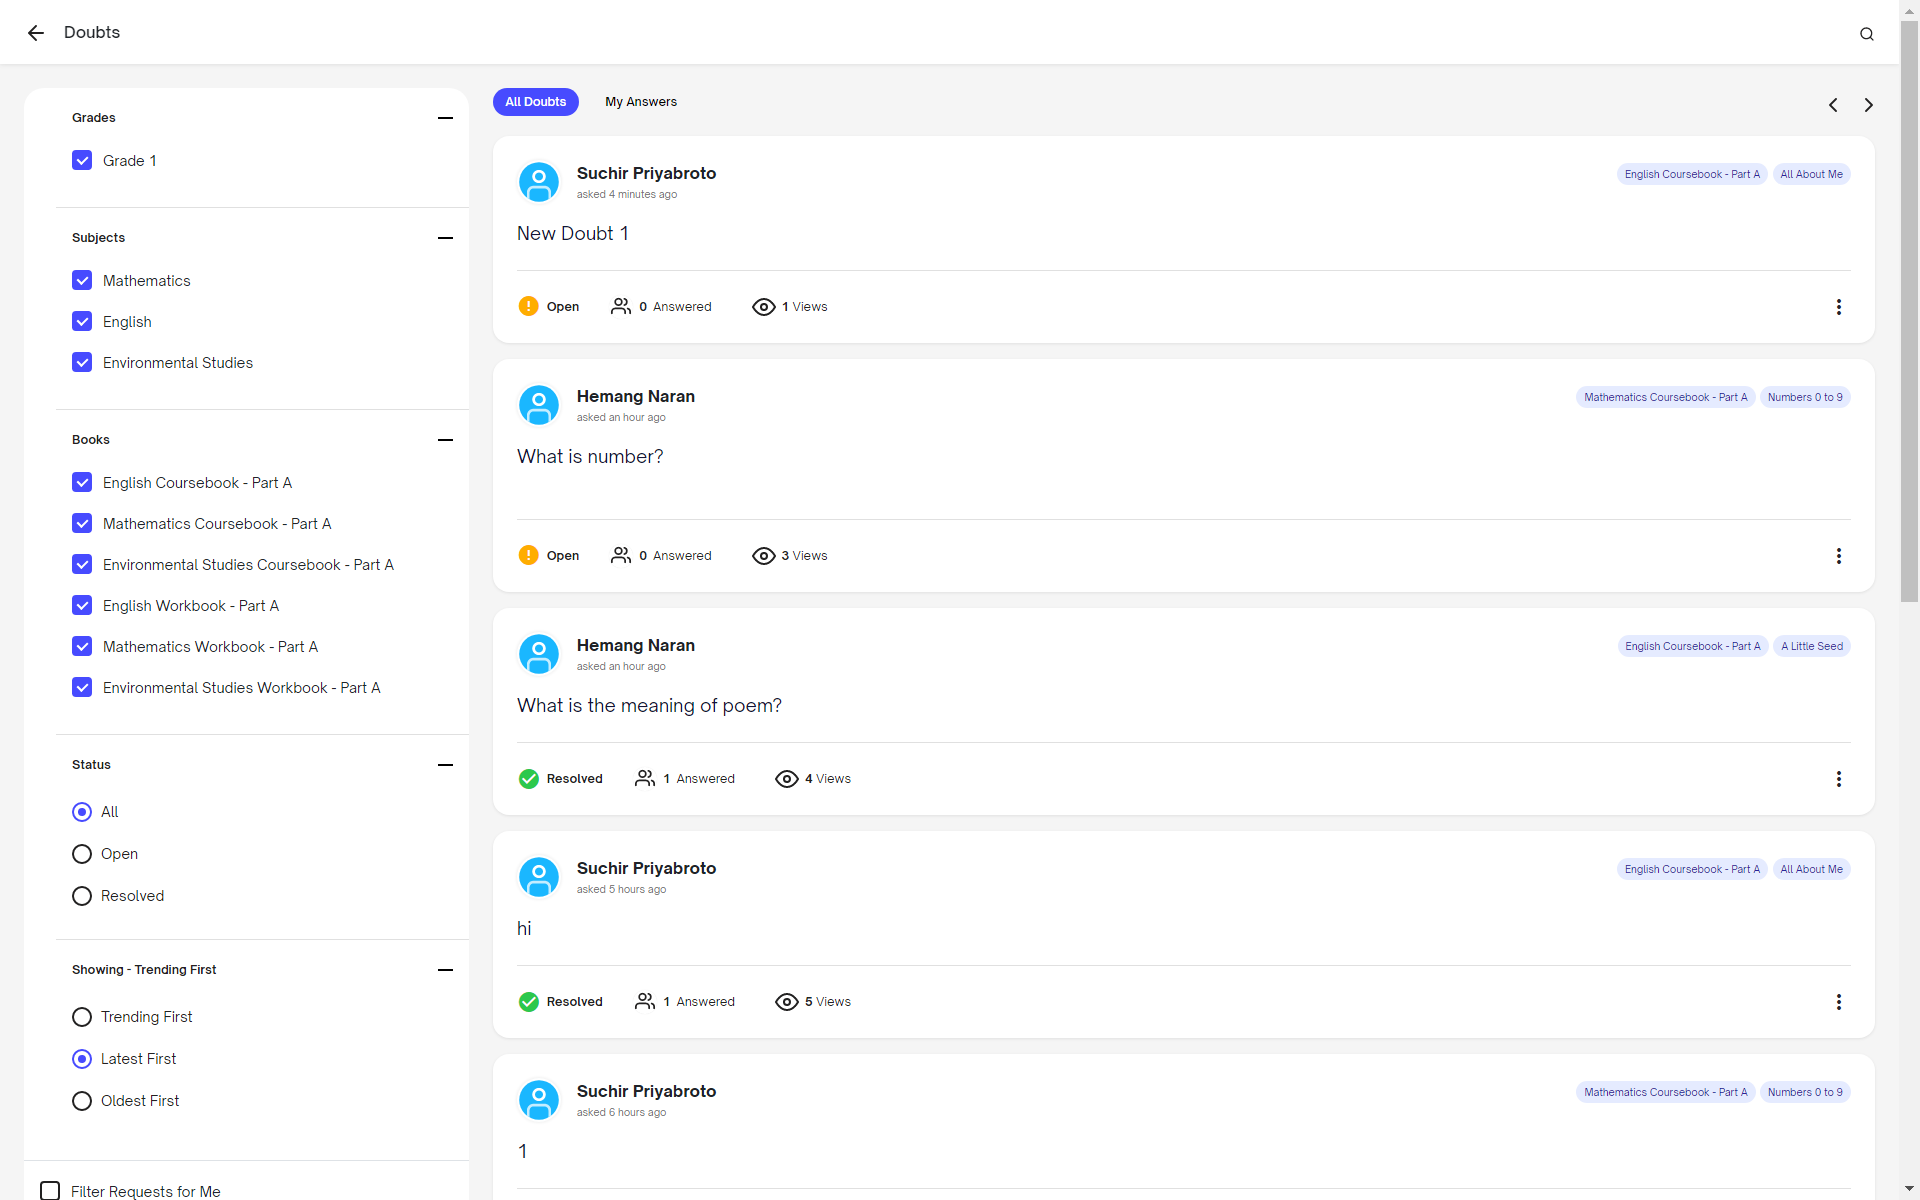 Doubts
Grades
Grade 1
Subjects
Mathematics
English
Environmental Studies
Books
English Coursebook - Part A
Mathematics Coursebook - Part A
Environmental Studies Coursebook - Part A
English Workbook - Part A
Mathematics Workbook - Part A
Environmental Studies Workbook - Part A
Status
All
Open
Resolved
Showing - Trending First
Trending First
Latest First
Oldest First
Filter Requests for Me
All Doubts My Answers
Suchir Priyabroto English Coursebook - Part A All About Me
asked 4 minutes ago
New Doubt 1
Open 0 Answered 1 Views
Hemang Naran Mathematics Coursebook - Part A Numbers 0 to 9
asked an hour ago
What is number?
Open 0 Answered 3 Views
Hemang Naran English Coursebook - Part A A Little Seed
asked an hour ago
What is the meaning of poem?
Resolved 1 Answered 4 Views
Suchir Priyabroto English Coursebook - Part A All About Me
asked 5 hours ago
hi
Resolved 1 Answered 5 Views
Suchir Priyabroto Mathematics Coursebook - Part A Numbers 0 to 9
asked 6 hours ago
1